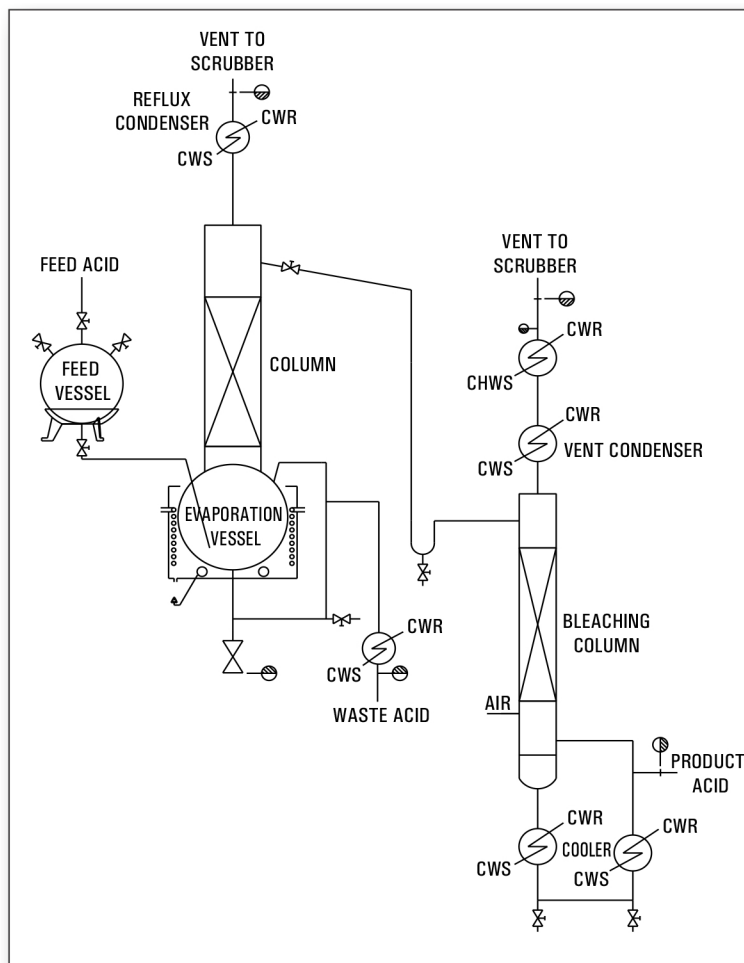 VENT TO
SCRUBBER
REFLUX
CONDENSER
CWR
CWS
FEED ACID
FEED
VESSEL
COLUMN
EVAPORATION
VESSEL
CWR
CWS
WASTE ACID
VENT TO
SCRUBBER
CWR
CHWS
CWR
CWS
VENT CONDENSER
BLEACHING
COLUMN
AIR
PRODUCT
ACID
CWR
CWS
COOLER
CWR
CWS